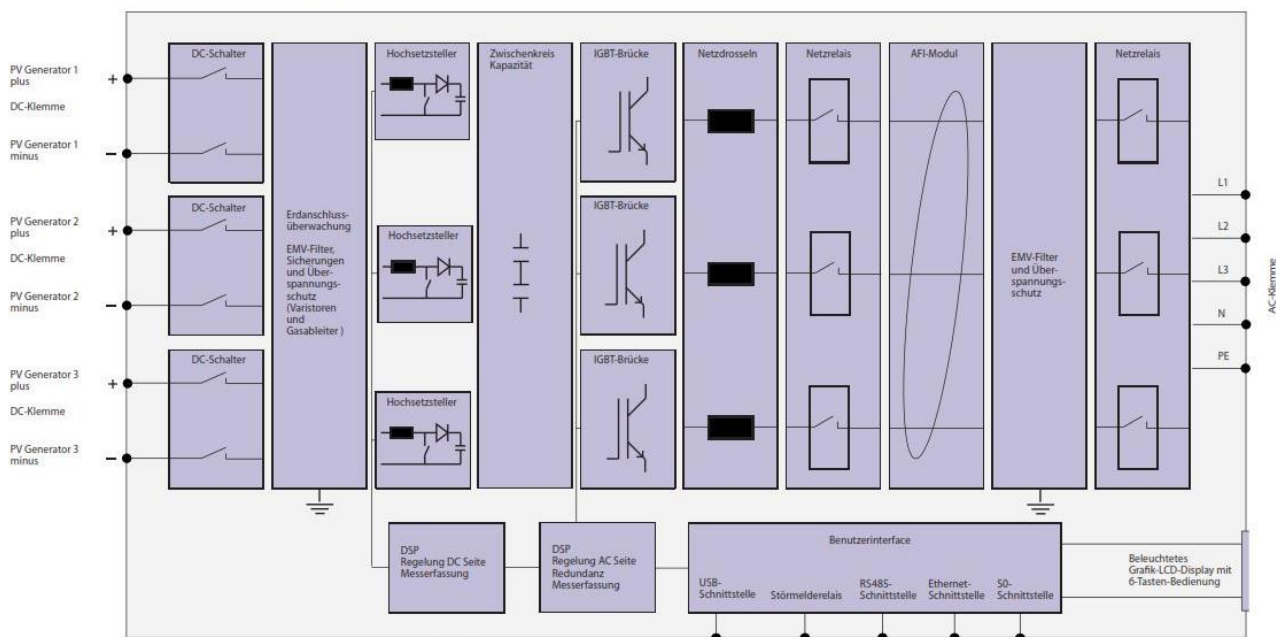 DC-Schalter
Hochsetzsteller
Zwischenkreis
Kapazität
IGBT-Brücke
Netzdrosseln
Netzrelais
AFI-Modul
Netzrelais
PV Generator 1
plus
+
DC-Klemme
PV Generator 1
minus
–
DC-Schalter
PV Generator 2
plus
+
DC-Klemme
PV Generator 2
minus
–
Erdanschluss-
überwachung
EMV-Filter,
Sicherungen
und Über-
spannungs-
schutz
(Varistoren
und
Gasableiter )
Hochsetzsteller
IGBT-Brücke
EMV-Filter
und Über-
spannungs-
schutz
L1
L2
L3
N
PE
AC-Klemme
DC-Schalter
PV Generator 3
plus
+
DC-Klemme
PV Generator 3
minus
–
Hochsetzsteller
IGBT-Brücke
DSP
Regelung DC Seite
Messerfassung
DSP
Regelung AC Seite
Redundanz
Messerfassung
Benutzerinterface
USB-
Schnittstelle
Störmelderelais
RS485-
Schnittstelle
Ethernet-
Schnittstelle
S0-
Schnittstelle
Beleuchtetes
Grafik-LCD-Display mit
6-Tasten-Bedienung